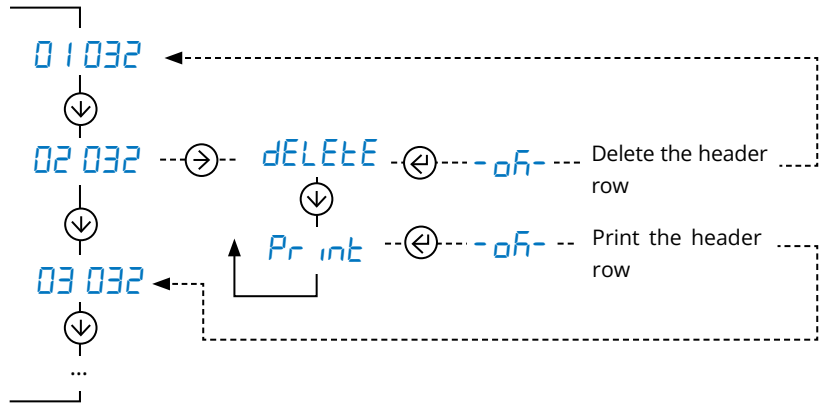 01 032
02 032
dELEtE
-oh-
Delete the header
row
Print
-oh-
Print the header
row
03 032
...